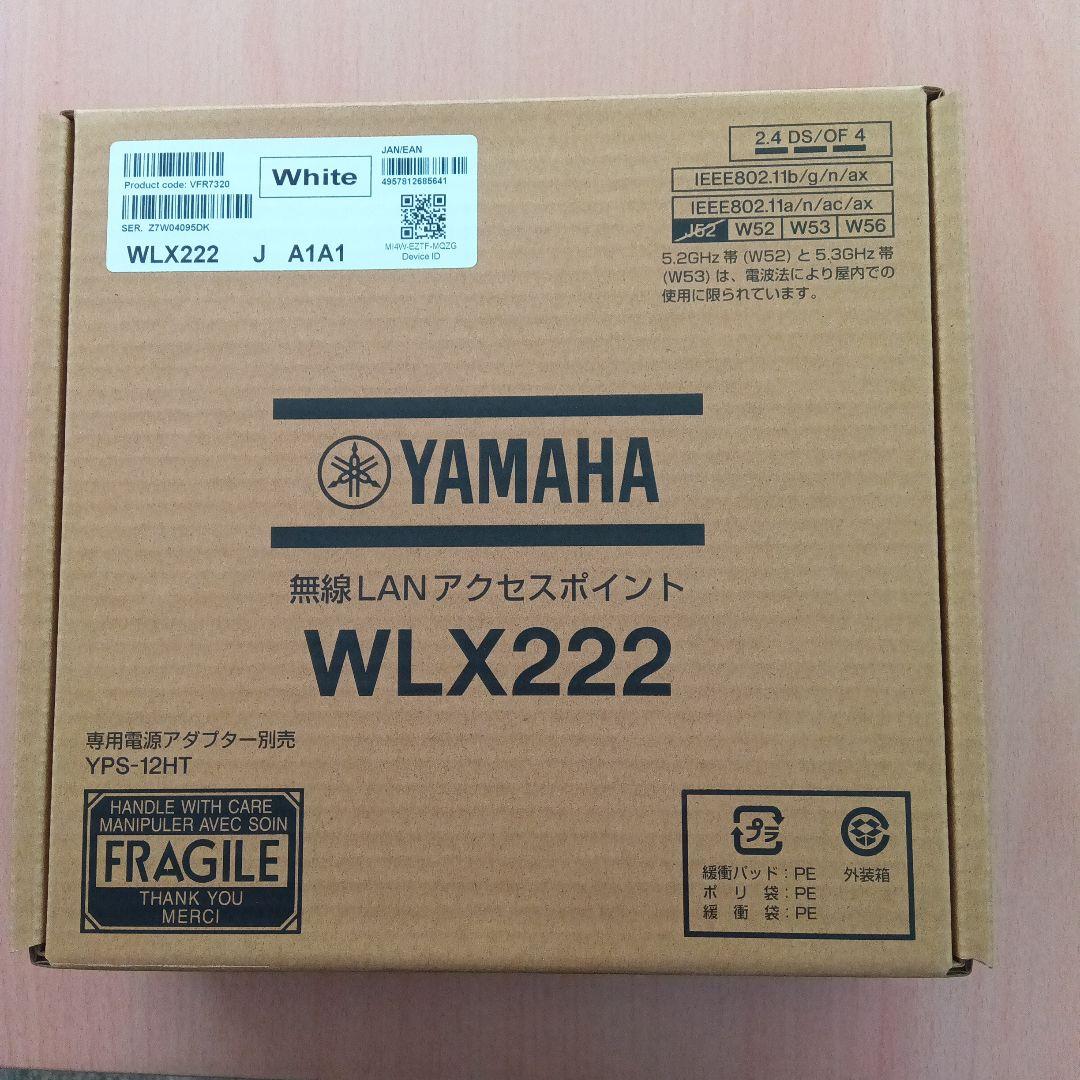 JAN/EAN
Product code: VFR7320
White
4957812685641
SER. Z7W04095DK
MI4W-EZTF-MQZG
Device ID
WLX222 J A1A1
2.4 DS/OF 4
IEEE802.11b/g/n/ax
IEEE802.11a/n/ac/ax
J52 W52 W53 W56
5.2GHz 帯 (W52) と 5.3GHz 帯
(W53) は、電波法により屋内での
使用に限られています。
YAMAHA
無線LANアクセスポイント
WLX222
専用電源アダプター別売
YPS-12HT
HANDLE WITH CARE
MANIPULER AVEC SOIN
FRAGILE
THANK YOU
MERCI
プラ
緩衝パッド：PE
ポリ袋：PE
緩衝袋：PE
外装箱